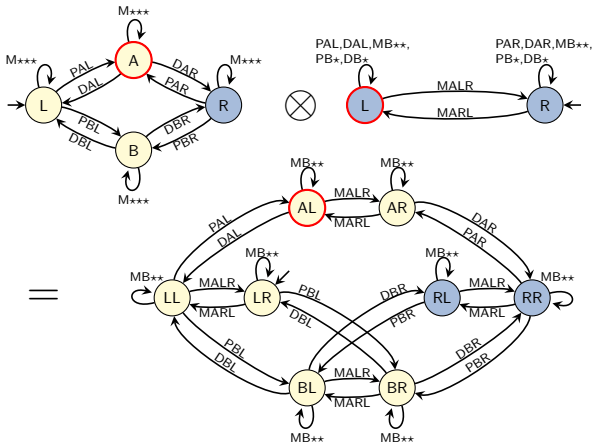 M⋆⋆⋆
A
M⋆⋆⋆
M⋆⋆⋆
PAL
DAL
DAR
PAR
L
R
PBL
DBL
DBR
PBR
B
M⋆⋆⋆
⊗
PAL,DAL,MB⋆⋆,
PB⋆,DB⋆
PAR,DAR,MB⋆⋆,
PB⋆,DB⋆
L
MALR
MARL
R
=
MB⋆⋆
MB⋆⋆
AL
MALR
MARL
AR
PAL
DAL
DAR
PAR
MB⋆⋆
MB⋆⋆
MB⋆⋆
MB⋆⋆
LL
MALR
MARL
LR
PBL
DBL
DBR
PBR
RL
MALR
MARL
RR
PBL
DBL
DBR
PBR
BL
MALR
MARL
BR
MB⋆⋆
MB⋆⋆